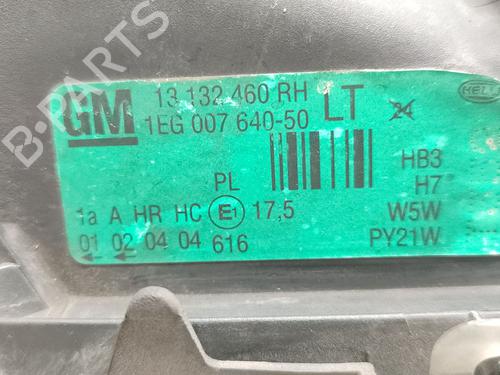 B-PARTS
GM 13 132 460 RH LT 24 HELLA
1EG 007 640-50
HB3
PL H7
1a A HR HC E1 17,5 W5W
01 02 04 04 616 PY21W